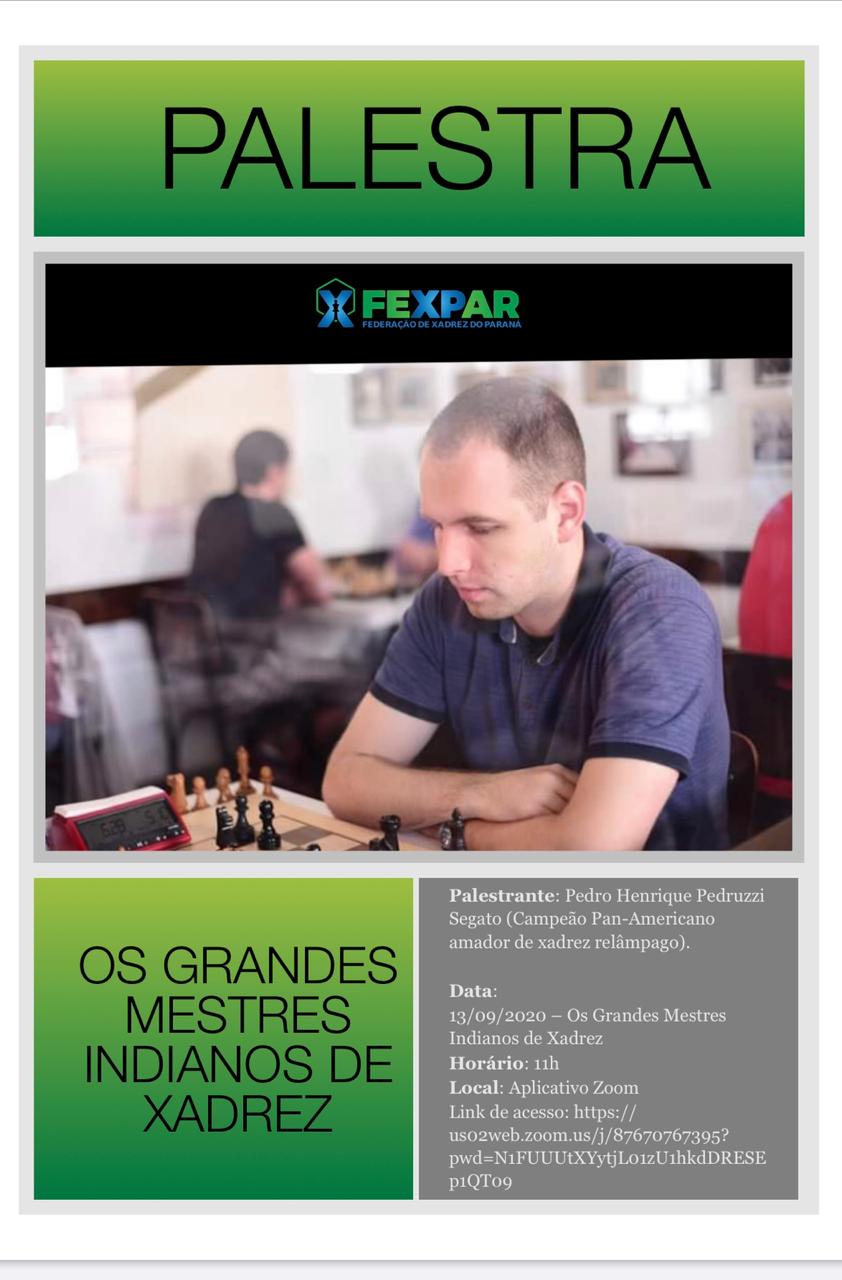 PALESTRA
FEXPAR
FEDERAÇÃO DE XADREZ DO PARANÁ
OS GRANDES
MESTRES
INDIANOS DE
XADREZ
Palestrante: Pedro Henrique Pedruzzi
Segato (Campeão Pan-Americano
amador de xadrez relâmpago).
Data:
13/09/2020 – Os Grandes Mestres
Indianos de Xadrez
Horário: 11h
Local: Aplicativo Zoom
Link de acesso: https://
us02web.zoom.us/j/87670767395?
pwd=N1FUUUtXYytjL01zU1hkdDRESE
p1QT09